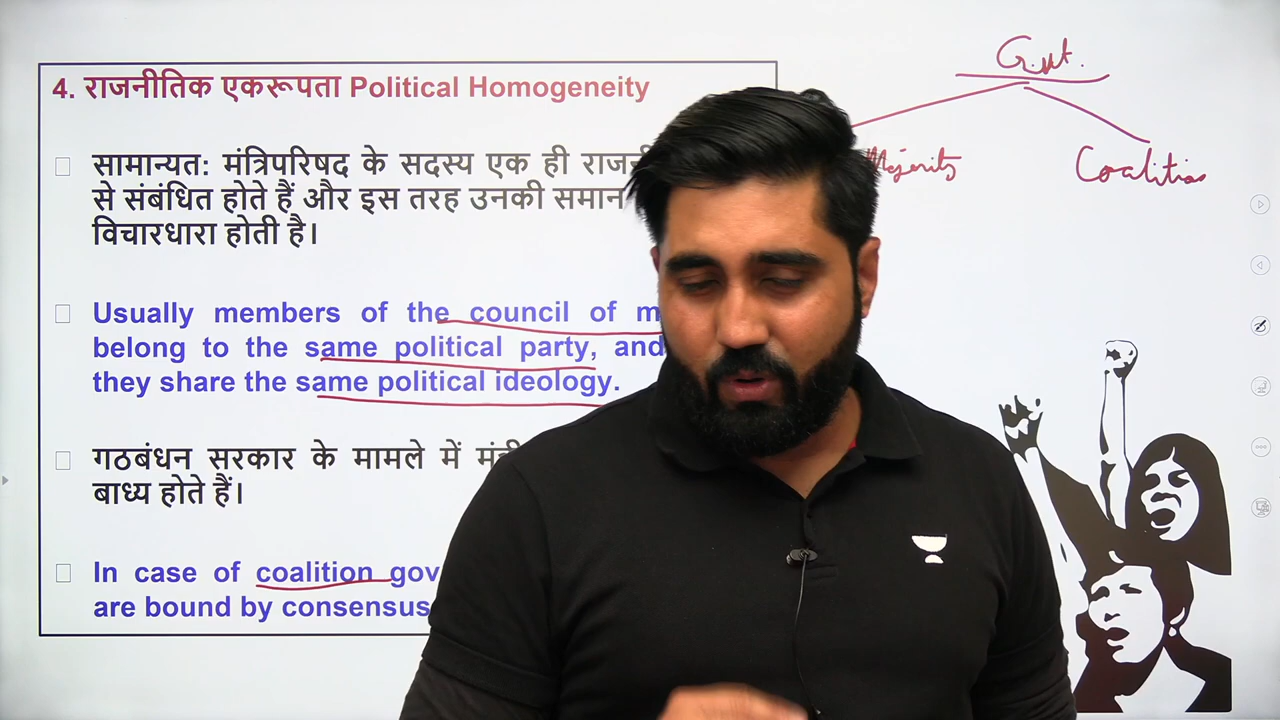 4. राजनीतिक एकरूपता Political Homogeneity
सामान्यत: मंत्रिपरिषद के सदस्य एक ही
से संबंधित होते हैं और इस तरह उनकी समान
विचारधारा होती है।
Usually members of the council of
belong to the same political party, and
they share the same political ideology.
गठबंधन सरकार के मामले में
बाध्य होते हैं।
In case of coalition
are bound by consensus
Govt.
Majority
Coalition